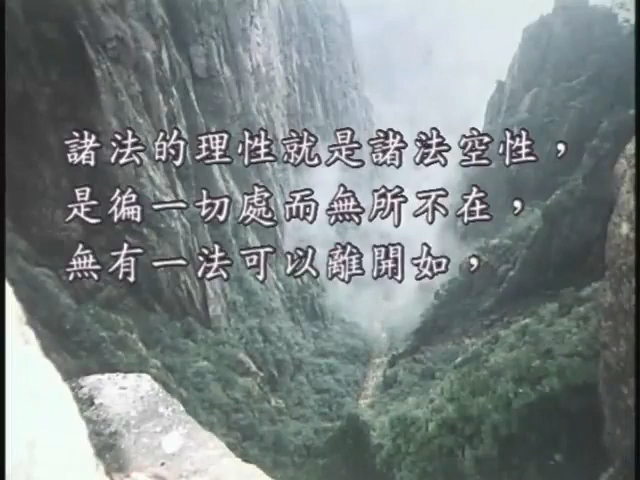 諸法的理性就是諸法空性，
是徧一切處而無所不在，
無有一法可以離開如，